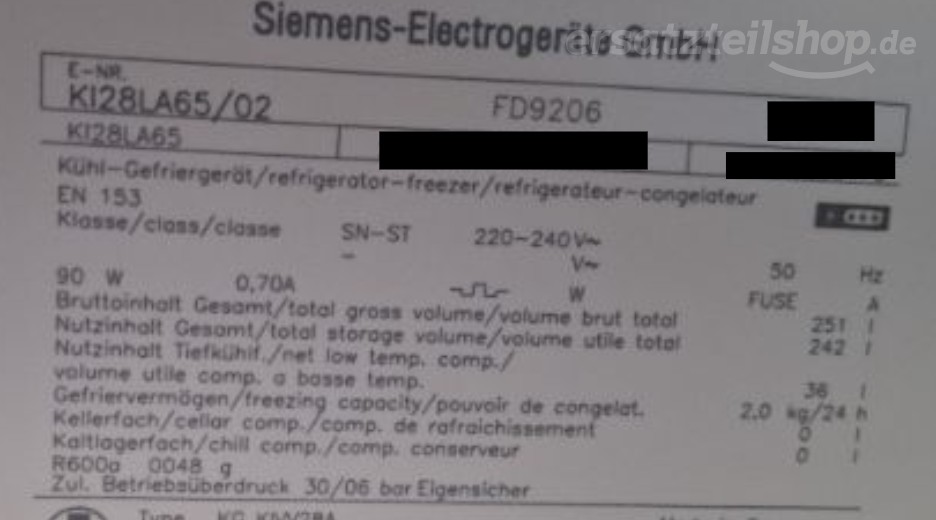 Siemens-Electrogeräte GmbH
ersatzteilshop.de
E-NR.
KI28LA65/02 FD9206
KI28LA65
Kühl-Gefriergerät/refrigerator-freezer/refrigerateur-congelateur
EN 153
Klasse/class/classe SN-ST 220-240V~
- V~ 50 Hz
90 W 0,70A W FUSE A
Bruttoinhalt Gesamt/total gross volume/volume brut total 251 l
Nutzinhalt Gesamt/total storage volume/volume utile total 242 l
Nutzinhalt Tiefkühlf./net low temp. comp./
volume utile comp. a basse temp. 36 l
Gefriervermögen/freezing capacity/pouvoir de congelat. 2,0 kg/24 h
Kellerfach/cellar comp./comp. de rafraichissement 0 l
Kaltlagerfach/chill comp./comp. conserveur 0 l
R600a 0048 g
Zul. Betriebsüberdruck 30/06 bar Eigensicher
Type